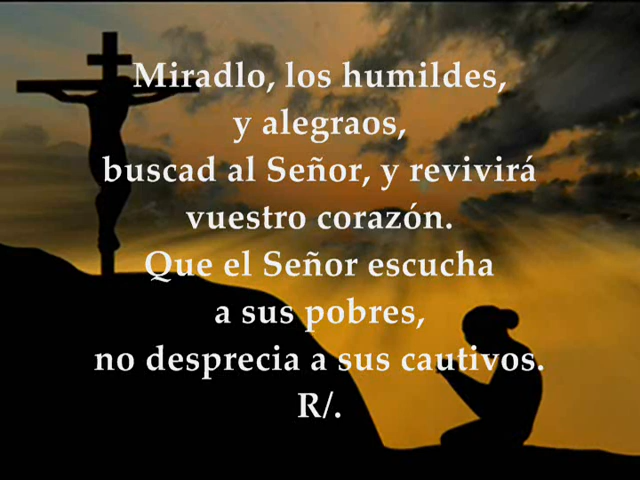 Miradlo, los humildes,
y alegraos,
buscad al Señor, y revivirá
vuestro corazón.
Que el Señor escucha
a sus pobres,
no desprecia a sus cautivos.
R/.